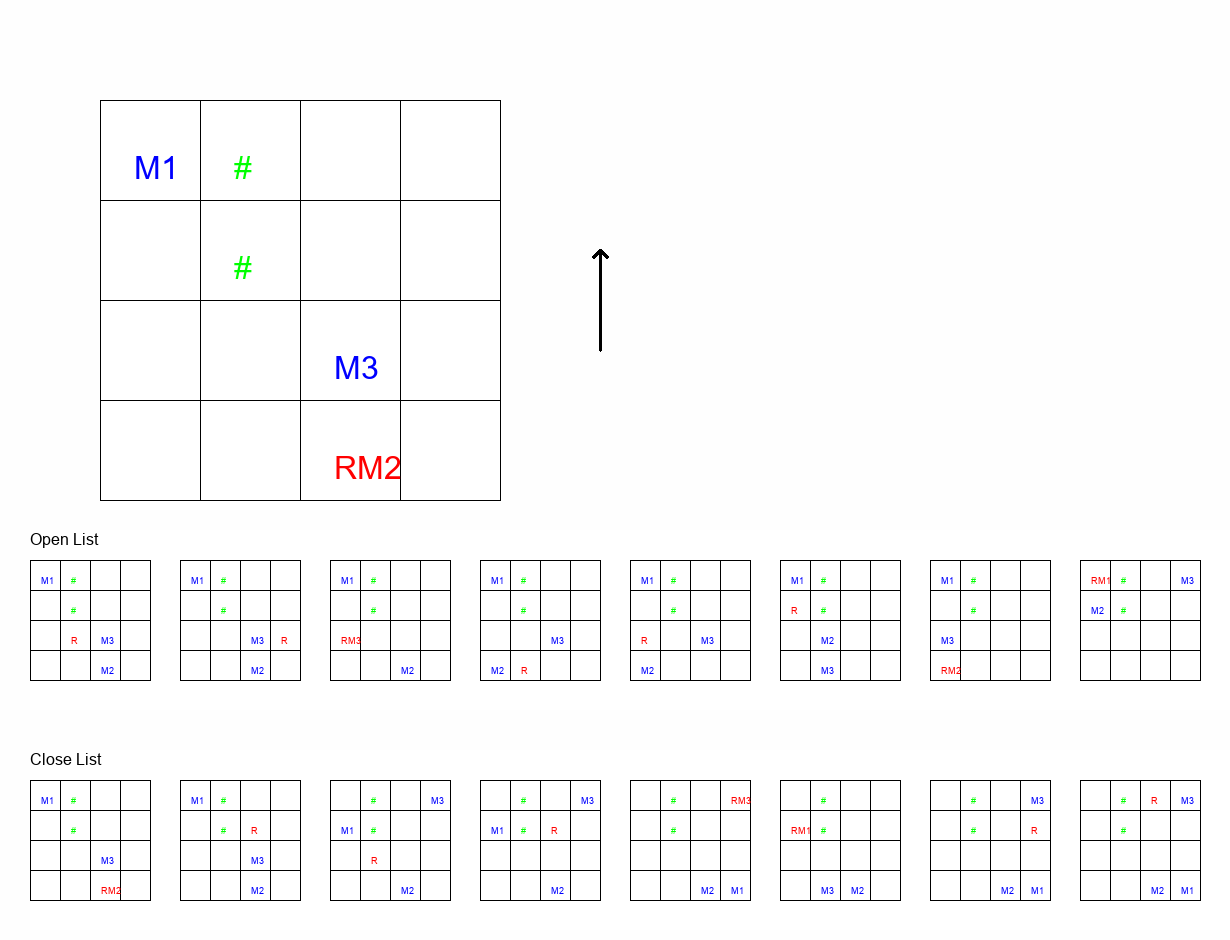 M1 #
#
M3
RM2
Open List
M1 # M1 # M1 # M1 # M1 # M1 # M1 # RM1 # M3
# # # # # R # # M2 #
R M3 M3 R RM3 M3 R M3 M2 M3
M2 M2 M2 M2 R M2 M3 RM2
Close List
M1 # M1 # # M3 # M3 # RM3 # # M3 # R M3
# # R M1 # M1 # R # RM1 # # R #
M3 M3 R
RM2 M2 M2 M2 M2 M1 M3 M2 M2 M1 M2 M1